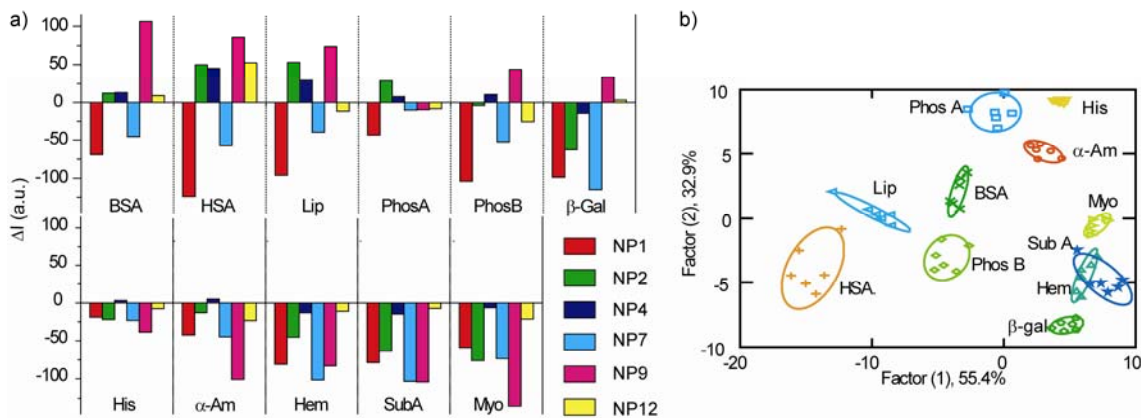 a)
100
50
0
-50
-100
BSA HSA Lip PhosA PhosB β-Gal
ΔI (a.u.)
0
-50
-100
His α-Am Hem SubA Myo
NP1
NP2
NP4
NP7
NP9
NP12
b)
10
5
0
-5
-10
Factor (2), 32.9%
Phos A
His
α-Am
Lip
BSA
Myo
Sub A
Phos B
HSA.
Hem
β-gal
-20 -10 0 10
Factor (1), 55.4%